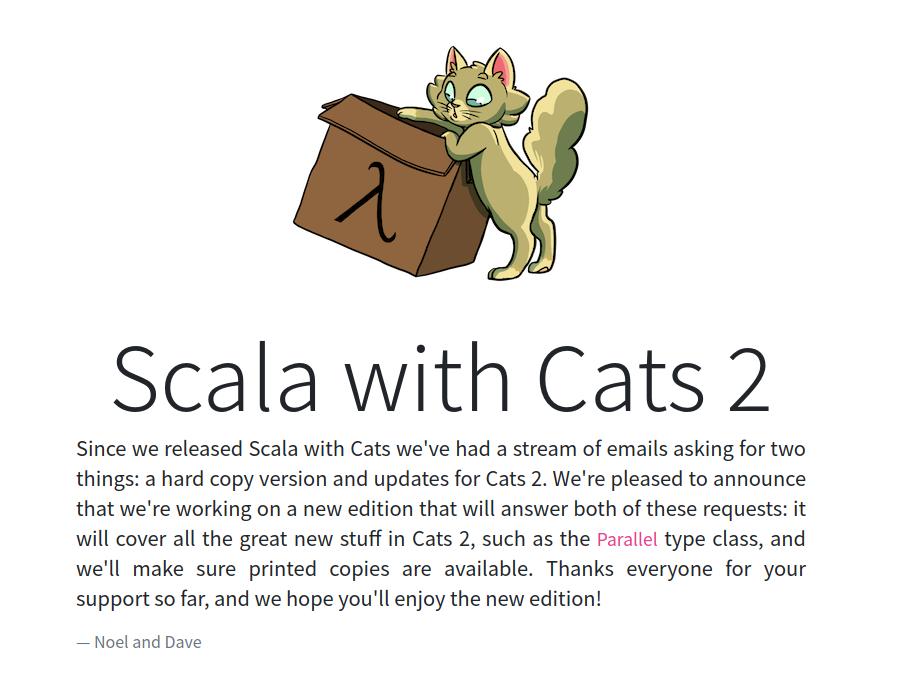 λ
Scala with Cats 2
Since we released Scala with Cats we've had a stream of emails asking for two
things: a hard copy version and updates for Cats 2. We're pleased to announce
that we're working on a new edition that will answer both of these requests: it
will cover all the great new stuff in Cats 2, such as the Parallel type class, and
we'll make sure printed copies are available. Thanks everyone for your
support so far, and we hope you'll enjoy the new edition!
— Noel and Dave